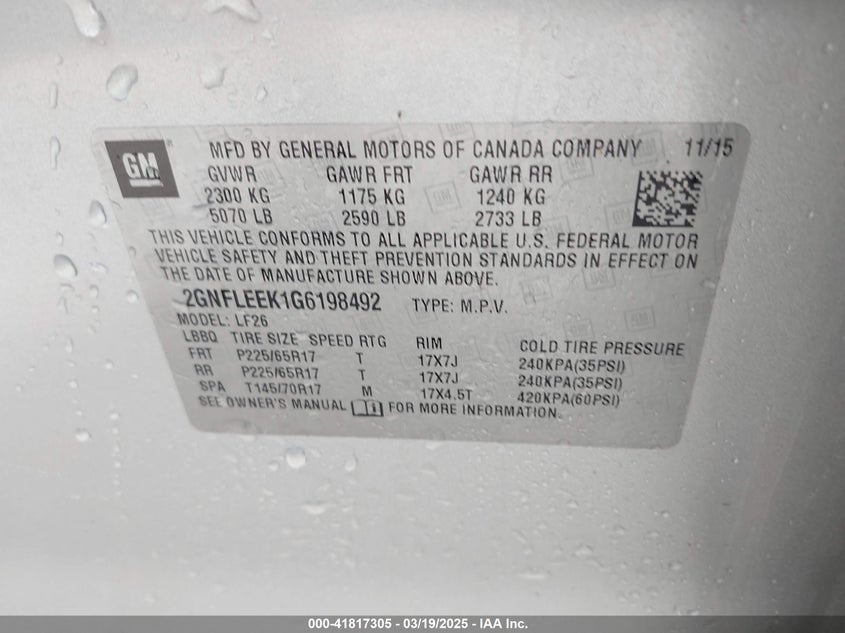 GM ® MFD BY GENERAL MOTORS OF CANADA COMPANY 11/15
GVWR GAWR FRT GAWR RR
2300 KG 1175 KG 1240 KG
5070 LB 2590 LB 2733 LB
THIS VEHICLE CONFORMS TO ALL APPLICABLE U.S. FEDERAL MOTOR
VEHICLE SAFETY AND THEFT PREVENTION STANDARDS IN EFFECT ON
THE DATE OF MANUFACTURE SHOWN ABOVE.
2GNFLEEK1G6198492 TYPE: M.P.V.
MODEL: LF26
LBBQ TIRE SIZE SPEED RTG RIM COLD TIRE PRESSURE
FRT P225/65R17 T 17X7J 240KPA(35PSI)
RR P225/65R17 T 17X7J 240KPA(35PSI)
SPA T145/70R17 M 17X4.5T 420KPA(60PSI)
SEE OWNER'S MANUAL FOR MORE INFORMATION.
000-41817305 - 03/19/2025 - IAA Inc.